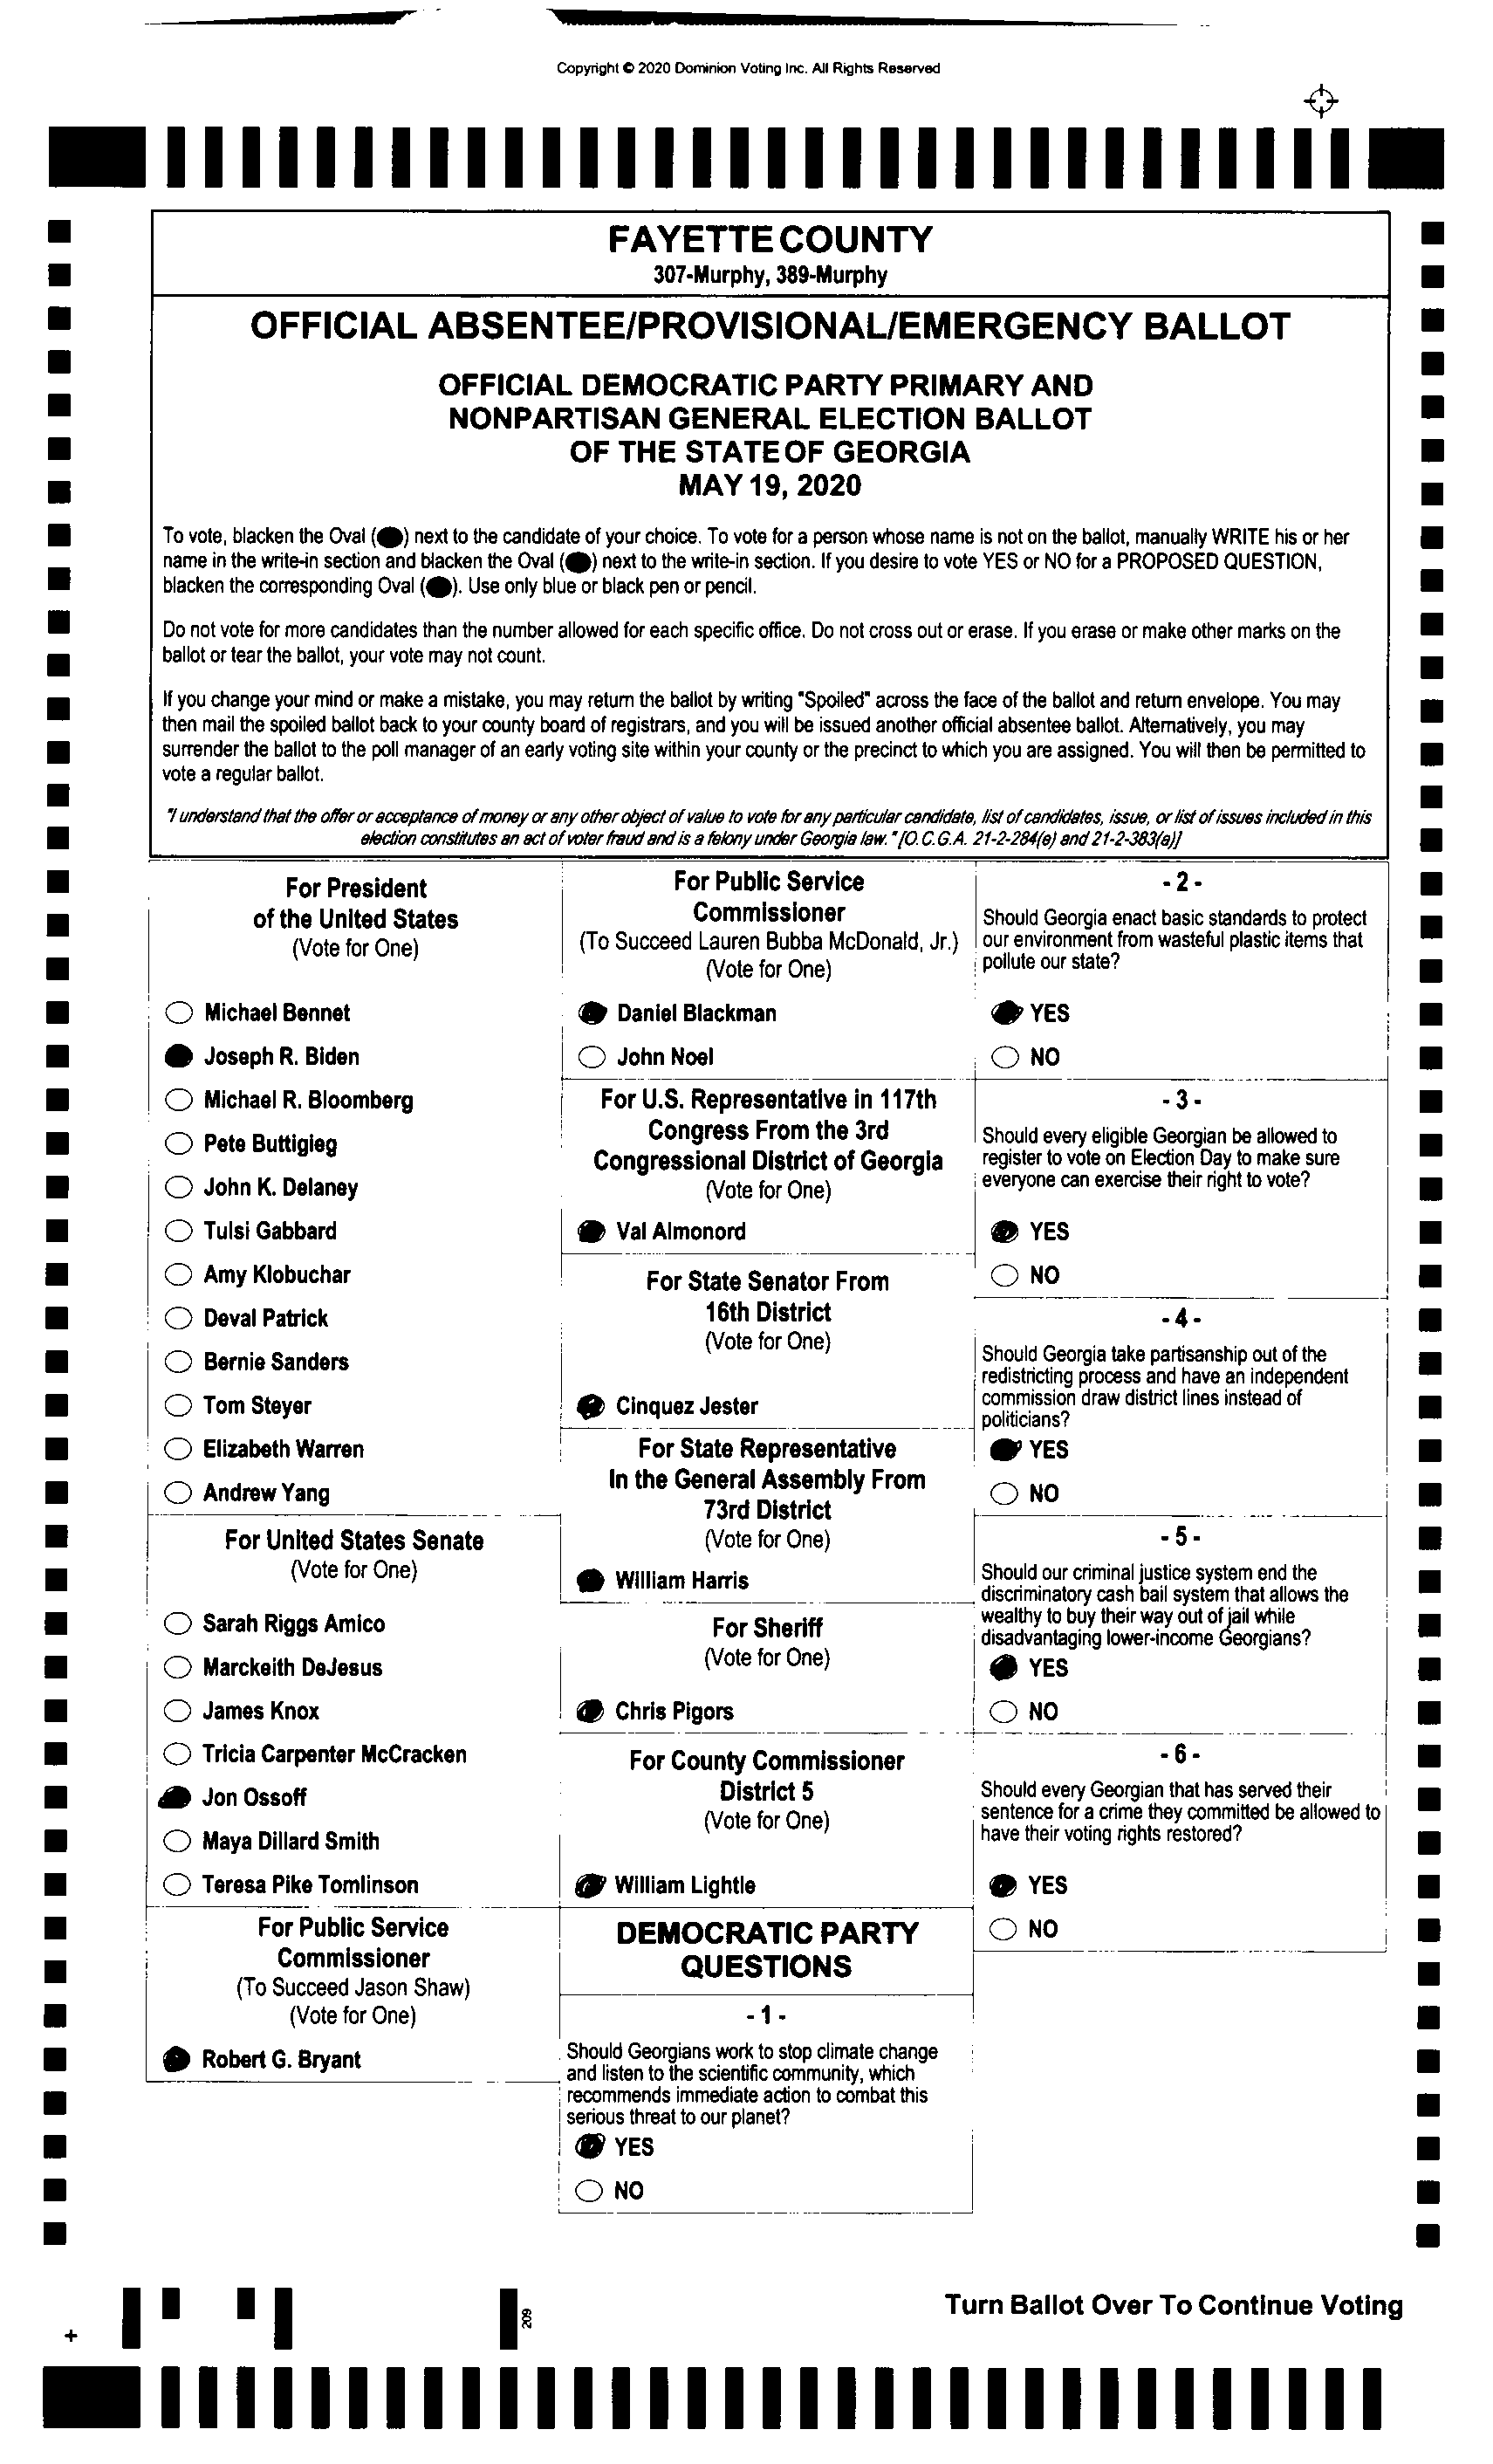 Copyright © 2020 Dominion Voting Inc. All Rights Reserved
FAYETTE COUNTY
307-Murphy, 389-Murphy
OFFICIAL ABSENTEE/PROVISIONAL/EMERGENCY BALLOT
OFFICIAL DEMOCRATIC PARTY PRIMARY AND
NONPARTISAN GENERAL ELECTION BALLOT
OF THE STATE OF GEORGIA
MAY 19, 2020
To vote, blacken the Oval ( ) next to the candidate of your choice. To vote for a person whose name is not on the ballot, manually WRITE his or her
name in the write-in section and blacken the Oval ( ) next to the write-in section. If you desire to vote YES or NO for a PROPOSED QUESTION,
blacken the corresponding Oval ( ). Use only blue or black pen or pencil.
Do not vote for more candidates than the number allowed for each specific office. Do not cross out or erase. If you erase or make other marks on the
ballot or tear the ballot, your vote may not count.
If you change your mind or make a mistake, you may return the ballot by writing "Spoiled" across the face of the ballot and return envelope. You may
then mail the spoiled ballot back to your county board of registrars, and you will be issued another official absentee ballot. Alternatively, you may
surrender the ballot to the poll manager of an early voting site within your county or the precinct to which you are assigned. You will then be permitted to
vote a regular ballot.
"I understand that the offer or acceptance of money or any other object of value to vote for any particular candidate, list of candidates, issue, or list of issues included in this
election constitutes an act of voter fraud and is a felony under Georgia law." [O.C.G.A. 21-2-284(e) and 21-2-383(a)]
For President
of the United States
(Vote for One)
Michael Bennet
Joseph R. Biden
Michael R. Bloomberg
Pete Buttigieg
John K. Delaney
Tulsi Gabbard
Amy Klobuchar
Deval Patrick
Bernie Sanders
Tom Steyer
Elizabeth Warren
Andrew Yang
For United States Senate
(Vote for One)
Sarah Riggs Amico
Marckeith DeJesus
James Knox
Tricia Carpenter McCracken
Jon Ossoff
Maya Dillard Smith
Teresa Pike Tomlinson
For Public Service
Commissioner
(To Succeed Jason Shaw)
(Vote for One)
Robert G. Bryant
For Public Service
Commissioner
(To Succeed Lauren Bubba McDonald, Jr.)
(Vote for One)
Daniel Blackman
John Noel
For U.S. Representative in 117th
Congress From the 3rd
Congressional District of Georgia
(Vote for One)
Val Almonord
For State Senator From
16th District
(Vote for One)
Cinquez Jester
For State Representative
In the General Assembly From
73rd District
(Vote for One)
William Harris
For Sheriff
(Vote for One)
Chris Pigors
For County Commissioner
District 5
(Vote for One)
William Lightle
DEMOCRATIC PARTY
QUESTIONS
- 1 -
Should Georgians work to stop climate change
and listen to the scientific community, which
recommends immediate action to combat this
serious threat to our planet?
YES
NO
- 2 -
Should Georgia enact basic standards to protect
our environment from wasteful plastic items that
pollute our state?
YES
NO
- 3 -
Should every eligible Georgian be allowed to
register to vote on Election Day to make sure
everyone can exercise their right to vote?
YES
NO
- 4 -
Should Georgia take partisanship out of the
redistricting process and have an independent
commission draw district lines instead of
politicians?
YES
NO
- 5 -
Should our criminal justice system end the
discriminatory cash bail system that allows the
wealthy to buy their way out of jail while
disadvantaging lower-income Georgians?
YES
NO
- 6 -
Should every Georgian that has served their
sentence for a crime they committed be allowed to
have their voting rights restored?
YES
NO
Turn Ballot Over To Continue Voting
209